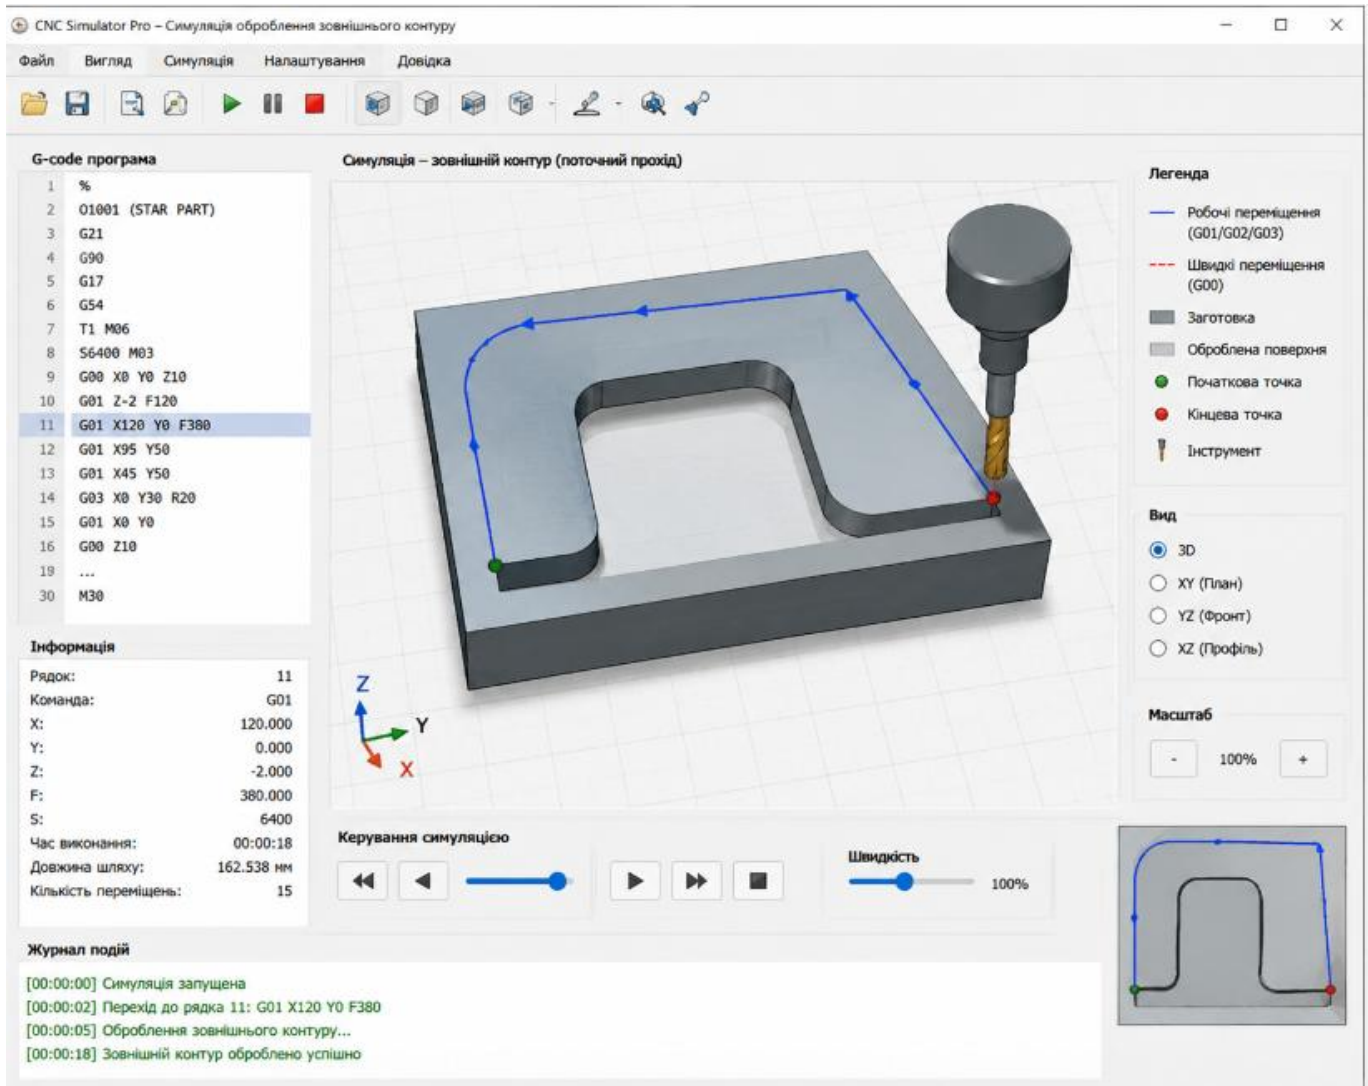 CNC Simulator Pro – Симуляція оброблення зовнішнього контуру
Файл Вигляд Симуляція Налаштування Довідка
G-code програма
1 %
2 O1001 (STAR PART)
3 G21
4 G90
5 G17
6 G54
7 T1 M06
8 S6400 M03
9 G00 X0 Y0 Z10
10 G01 Z-2 F120
11 G01 X120 Y0 F380
12 G01 X95 Y50
13 G01 X45 Y50
14 G03 X0 Y30 R20
15 G01 X0 Y0
16 G00 Z10
19 ...
30 M30
Інформація
Рядок: 11
Команда: G01
X: 120.000
Y: 0.000
Z: -2.000
F: 380.000
S: 6400
Час виконання: 00:00:18
Довжина шляху: 162.538 мм
Кількість переміщень: 15
Симуляція – зовнішній контур (поточний прохід)
Z
Y
X
Керування симуляцією
Швидкість
100%
Легенда
Робочі переміщення
(G01/G02/G03)
Швидкі переміщення
(G00)
Заготовка
Оброблена поверхня
Початкова точка
Кінцева точка
Інструмент
Вид
3D
XY (План)
YZ (Фронт)
XZ (Профіль)
Масштаб
- 100% +
Журнал подій
[00:00:00] Симуляція запущена
[00:00:02] Перехід до рядка 11: G01 X120 Y0 F380
[00:00:05] Оброблення зовнішнього контуру...
[00:00:18] Зовнішній контур оброблено успішно